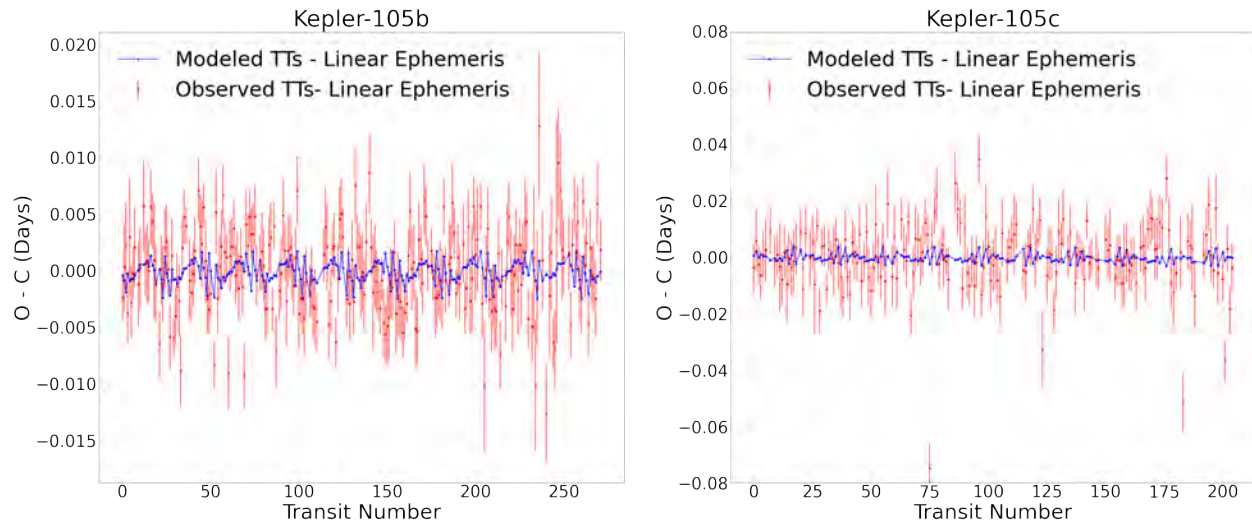 Kepler-105b
0.020
0.015
0.010
0.005
0.000
−0.005
−0.010
−0.015
O - C (Days)
Modeled TTs - Linear Ephemeris
Observed TTs- Linear Ephemeris
0 50 100 150 200 250
Transit Number
Kepler-105c
0.08
0.06
0.04
0.02
0.00
−0.02
−0.04
−0.06
−0.08
O - C (Days)
Modeled TTs - Linear Ephemeris
Observed TTs- Linear Ephemeris
0 25 50 75 100 125 150 175 200
Transit Number